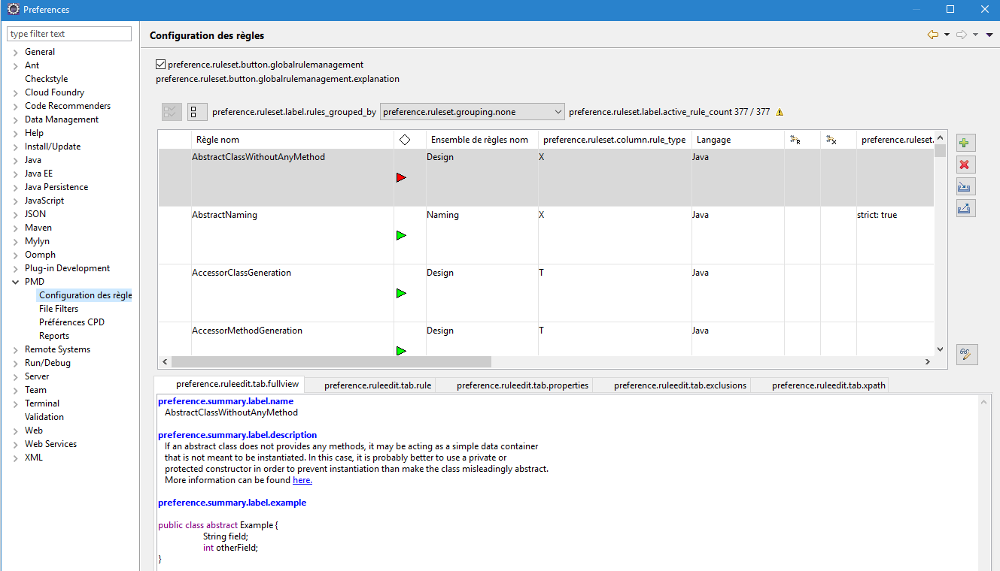 Preferences
type filter text
General
Ant
Checkstyle
Cloud Foundry
Code Recommenders
Data Management
Help
Install/Update
Java
Java EE
Java Persistence
JavaScript
JSON
Maven
Mylyn
Oomph
Plug-in Development
PMD
Configuration des règle
File Filters
Préférences CPD
Reports
Remote Systems
Run/Debug
Server
Team
Terminal
Validation
Web
Web Services
XML
Configuration des règles
preference.ruleset.button.globalrulemanagement
preference.ruleset.button.globalrulemanagement.explanation
preference.ruleset.label.rules_grouped_by preference.ruleset.grouping.none preference.ruleset.label.active_rule_count 377 / 377
Règle nom Ensemble de règles nom preference.ruleset.column.rule_type Langage R X preference.ruleset.
AbstractClassWithoutAnyMethod Design X Java
AbstractNaming Naming X Java strict: true
AccessorClassGeneration Design T Java
AccessorMethodGeneration Design T Java
preference.ruleedit.tab.fullview preference.ruleedit.tab.rule preference.ruleedit.tab.properties preference.ruleedit.tab.exclusions preference.ruleedit.tab.xpath
preference.summary.label.name
AbstractClassWithoutAnyMethod
preference.summary.label.description
If an abstract class does not provides any methods, it may be acting as a simple data container
that is not meant to be instantiated. In this case, it is probably better to use a private or
protected constructor in order to prevent instantiation than make the class misleadingly abstract.
More information can be found here.
preference.summary.label.example
public class abstract Example {
String field;
int otherField;
}